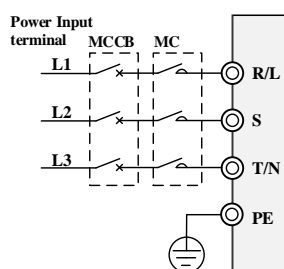 Power Input
terminal
MCCB MC
L1 R/L
L2 S
L3 T/N
PE